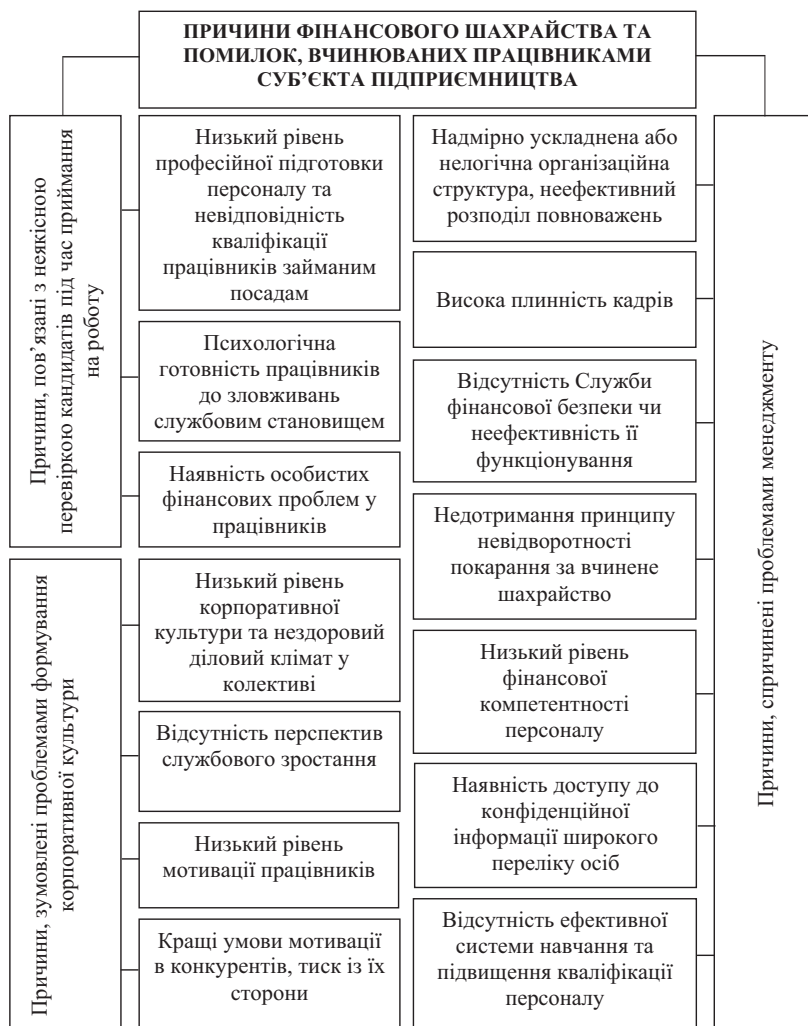 ПРИЧИНИ ФІНАНСОВОГО ШАХРАЙСТВА ТА
ПОМИЛОК, ВЧИНЮВАНИХ ПРАЦІВНИКАМИ
СУБ’ЄКТА ПІДПРИЄМНИЦТВА
Причини, пов’язані з неякісною
перевіркою кандидатів під час приймання
на роботу
Низький рівень
професійної підготовки
персоналу та
невідповідність
кваліфікації
працівників займаним
посадам
Психологічна
готовність працівників
до зловживань
службовим становищем
Наявність особистих
фінансових проблем у
працівників
Причини, зумовлені проблемами формування
корпоративної культури
Низький рівень
корпоративної
культури та нездоровий
діловий клімат у
колективі
Відсутність перспектив
службового зростання
Низький рівень
мотивації працівників
Кращі умови мотивації
в конкурентів, тиск із їх
сторони
Надмірно ускладнена або
нелогічна організаційна
структура, неефективний
розподіл повноважень
Висока плинність кадрів
Відсутність Служби
фінансової безпеки чи
неефективність її
функціонування
Недотримання принципу
невідворотності
покарання за вчинене
шахрайство
Низький рівень
фінансової
компетентності
персоналу
Наявність доступу до
конфіденційної
інформації широкого
переліку осіб
Відсутність ефективної
системи навчання та
підвищення кваліфікації
персоналу
Причини, спричинені проблемами менеджменту